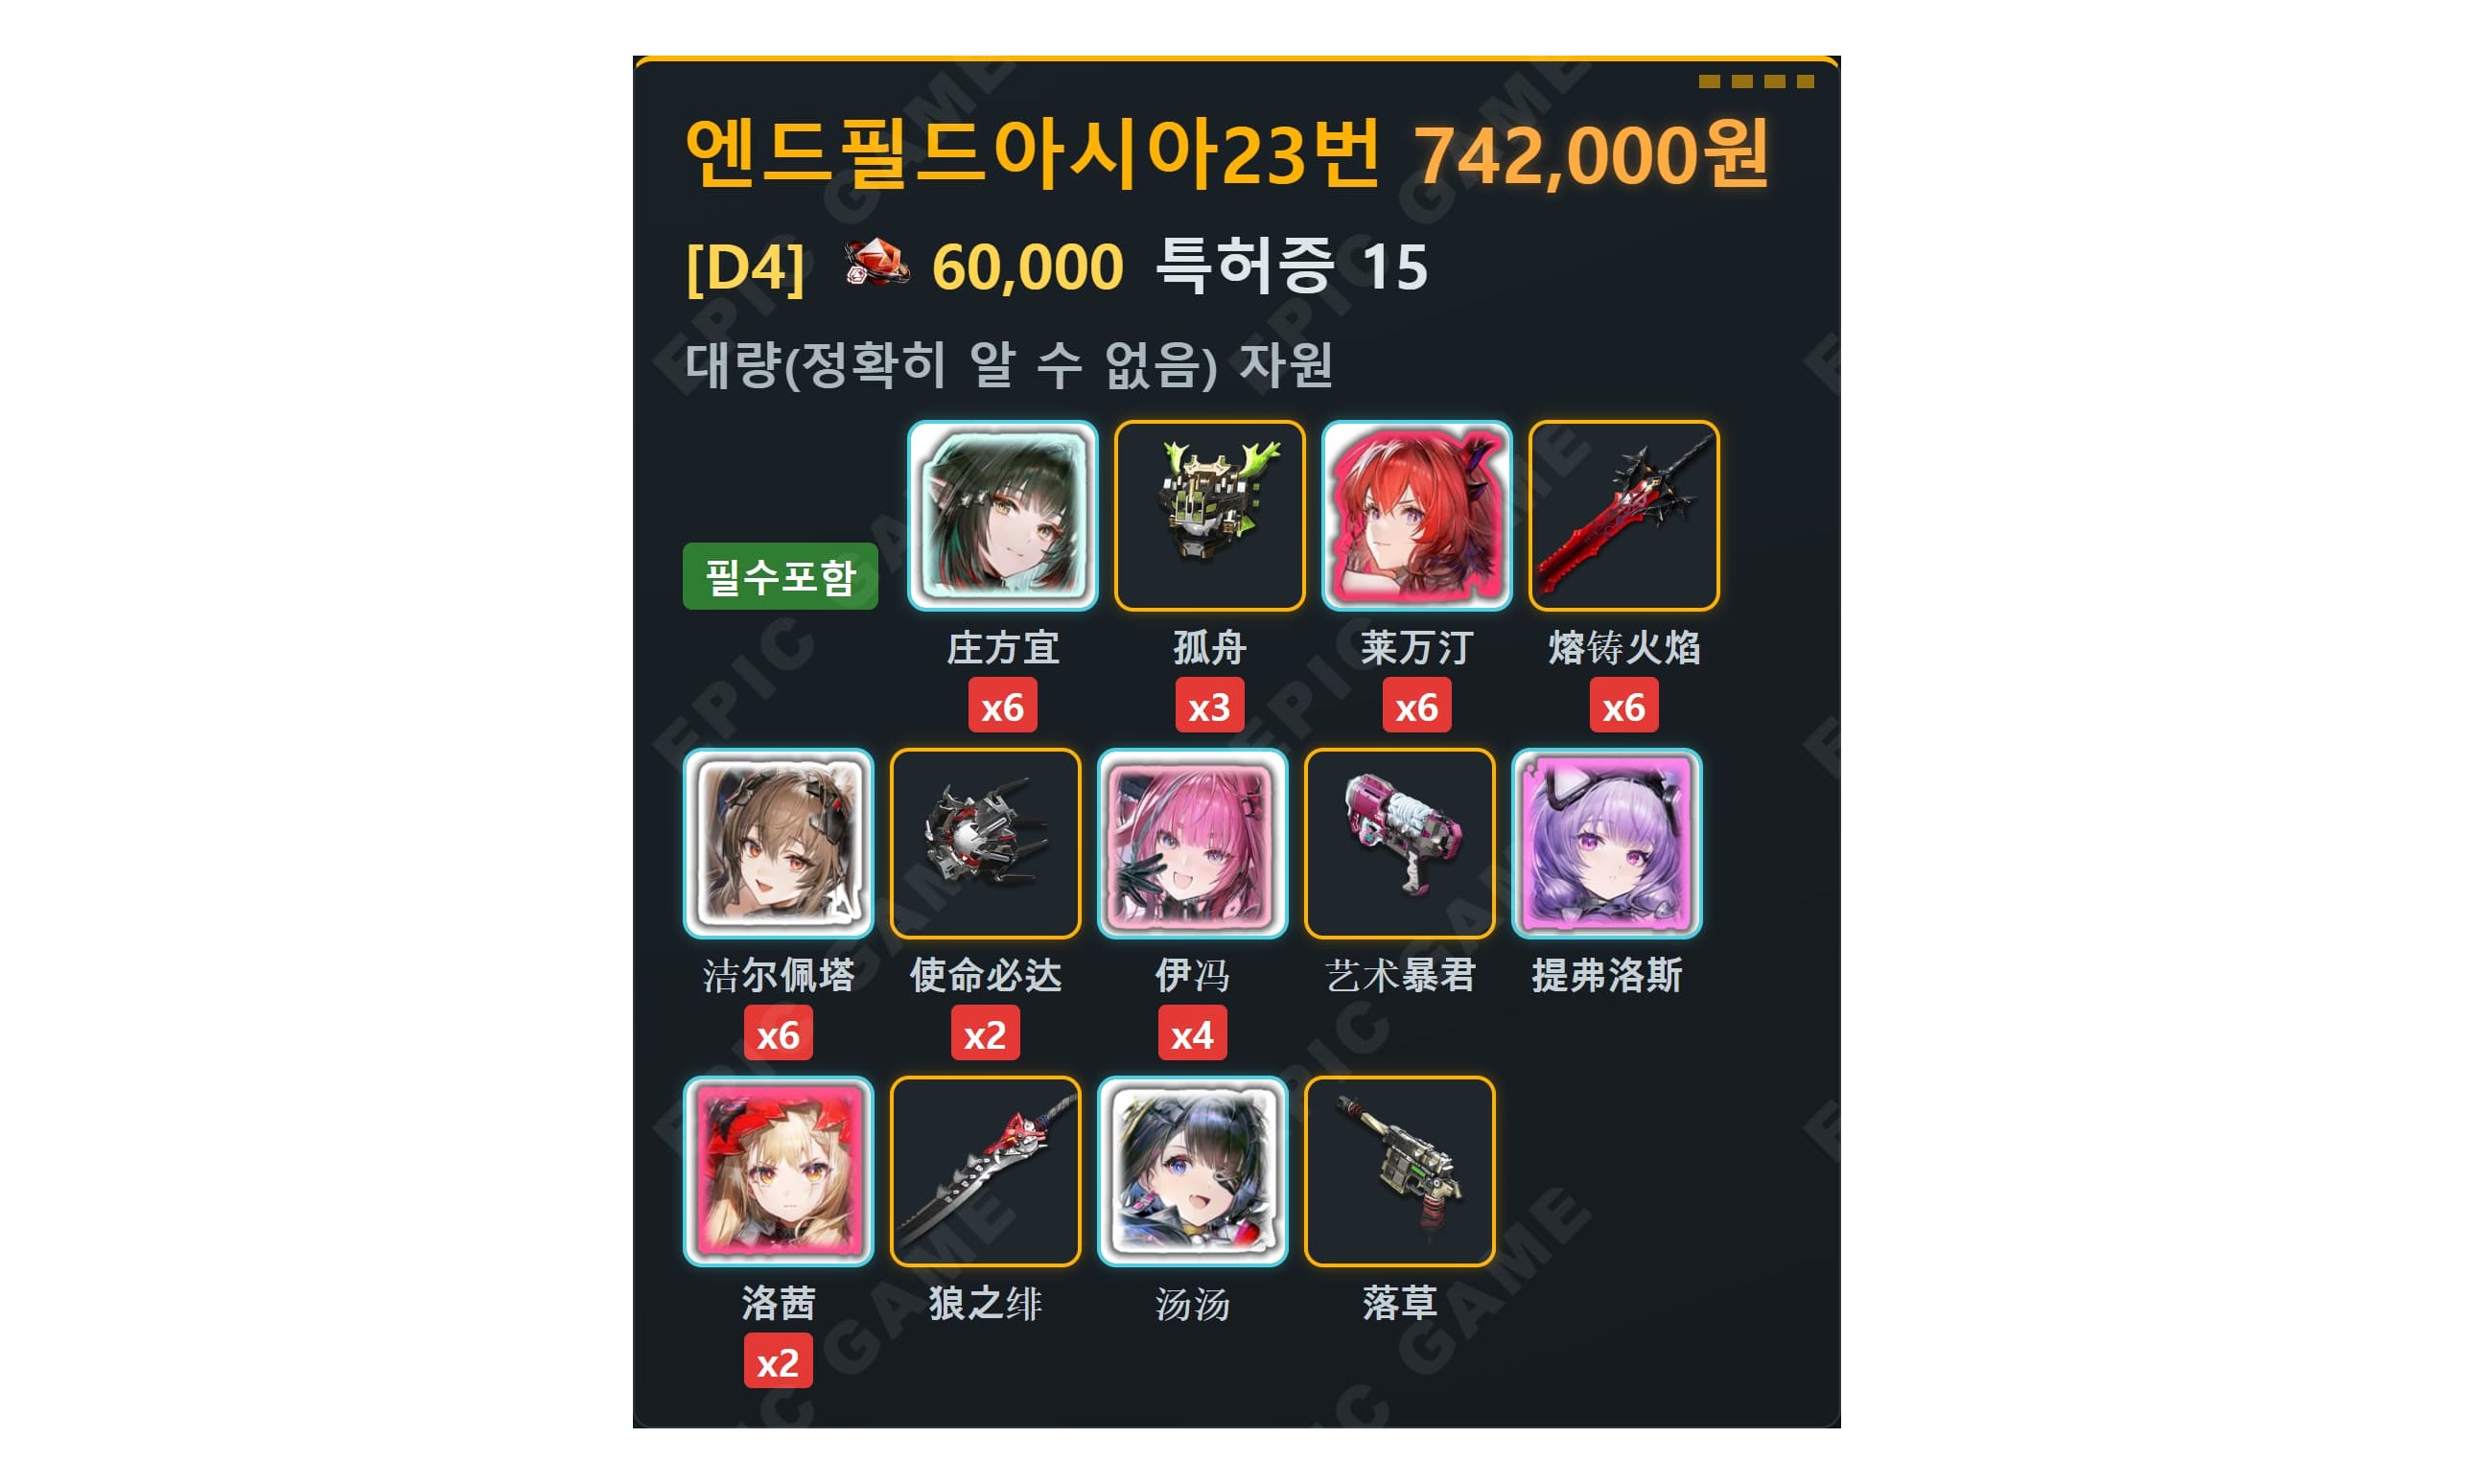 엔드필드아시아23번 742,000원
[D4] 60,000 특허증 15
대량(정확히 알 수 없음) 자원
필수포함
庄方宜 孤舟 莱万汀 熔铸火焰
x6 x3 x6 x6
洁尔佩塔 使命必达 伊冯 艺术暴君 提弗洛斯
x6 x2 x4
洛茜 狼之绯 汤汤 落草
x2
EPIC GAME